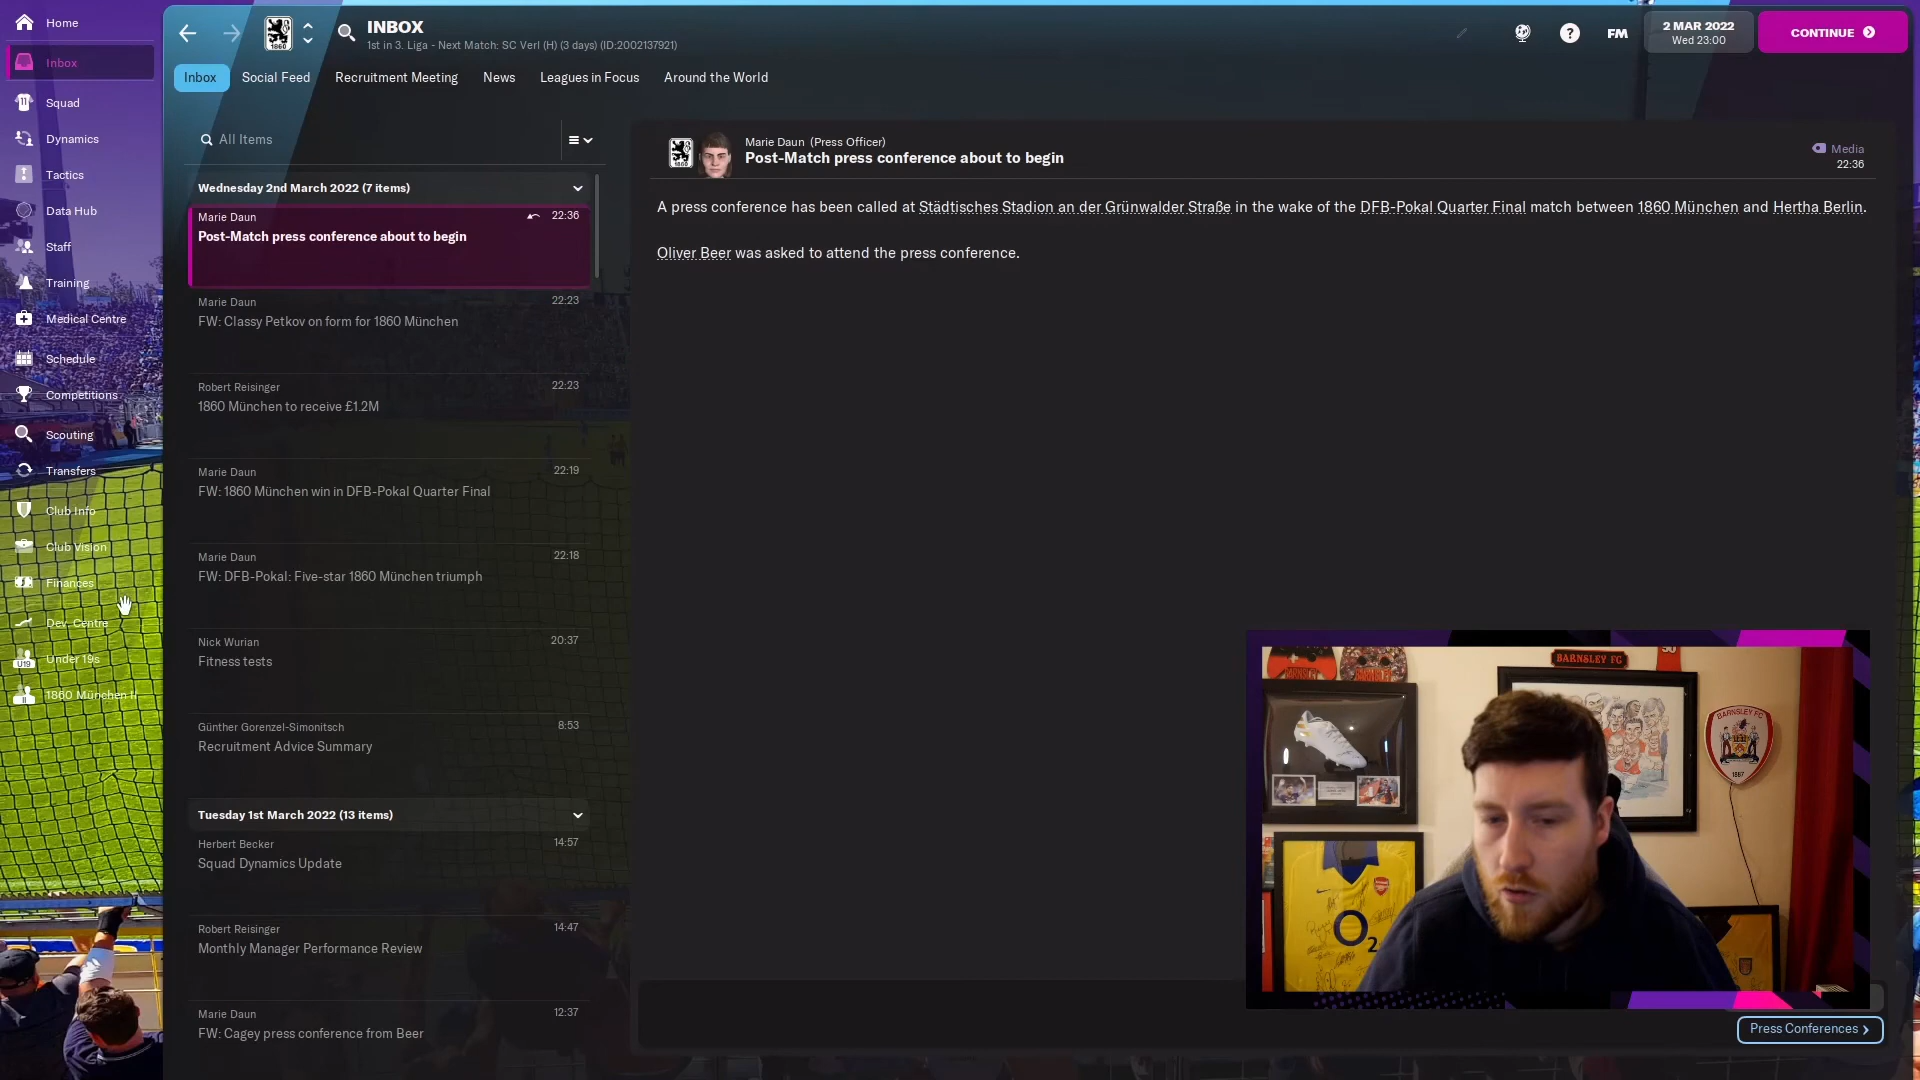 Home
Inbox
Squad
Dynamics
Tactics
Data Hub
Staff
Training
Medical Centre
Schedule
Competitions
Scouting
Transfers
Club Info
Club Vision
Finances
Dev. Centre
U19
Under 19s
II
1860 München II
1860
INBOX
1st in 3. Liga - Next Match: SC Verl (H) (3 days) (ID:2002137921)
?
FM
2 MAR 2022
Wed 23:00
CONTINUE
Inbox
Social Feed
Recruitment Meeting
News
Leagues in Focus
Around the World
All Items
Wednesday 2nd March 2022 (7 items)
Marie Daun
22:36
Post-Match press conference about to begin
Marie Daun
22:23
FW: Classy Petkov on form for 1860 München
Robert Reisinger
22:23
1860 München to receive £1.2M
Marie Daun
22:19
FW: 1860 München win in DFB-Pokal Quarter Final
Marie Daun
22:18
FW: DFB-Pokal: Five-star 1860 München triumph
Nick Wurian
20:37
Fitness tests
Günther Gorenzel-Simonitsch
8:53
Recruitment Advice Summary
Tuesday 1st March 2022 (13 items)
Herbert Becker
14:57
Squad Dynamics Update
Robert Reisinger
14:47
Monthly Manager Performance Review
Marie Daun
12:37
FW: Cagey press conference from Beer
1860
Marie Daun (Press Officer)
Post-Match press conference about to begin
Media
22:36
A press conference has been called at Städtisches Stadion an der Grünwalder Straße in the wake of the DFB-Pokal Quarter Final match between 1860 München and Hertha Berlin.
Oliver Beer was asked to attend the press conference.
BARNSLEY FC
BARNSLEY FC
1887
O2
Press Conferences